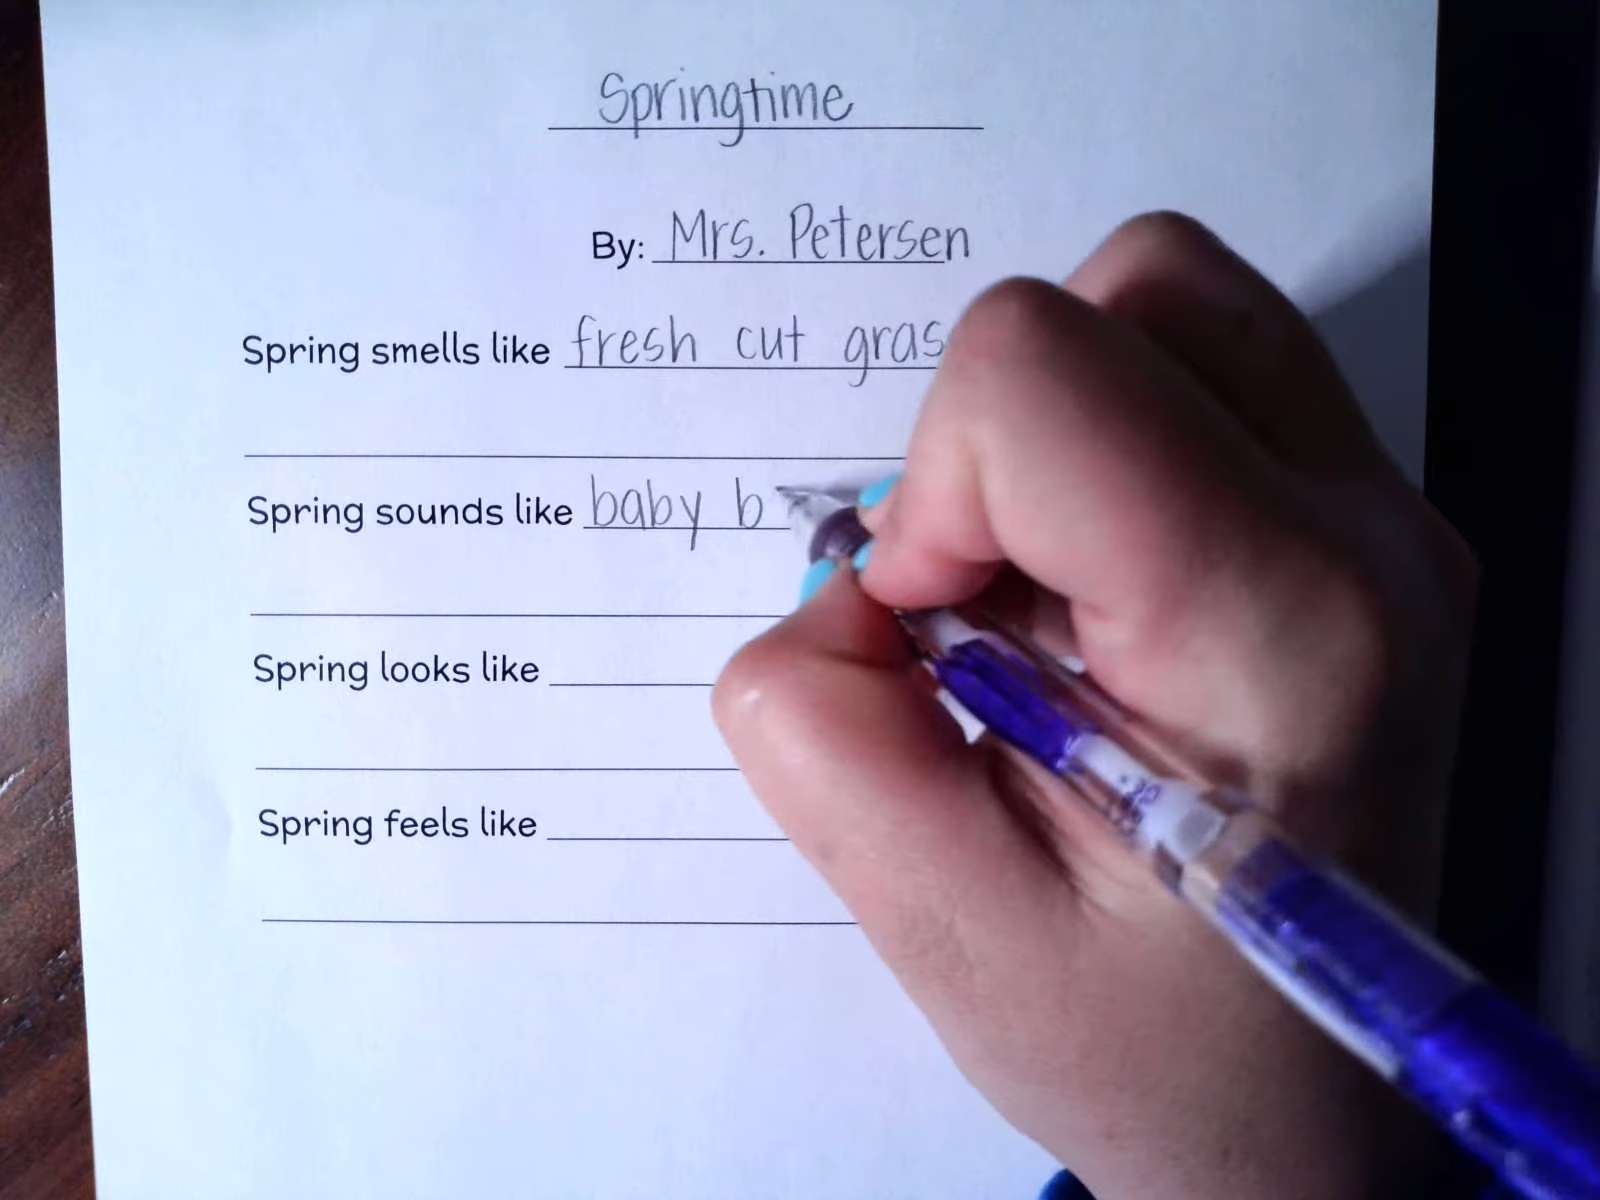 Springtime
By: Mrs. Petersen
Spring smells like fresh cut gras
Spring sounds like baby b
Spring looks like
Spring feels like